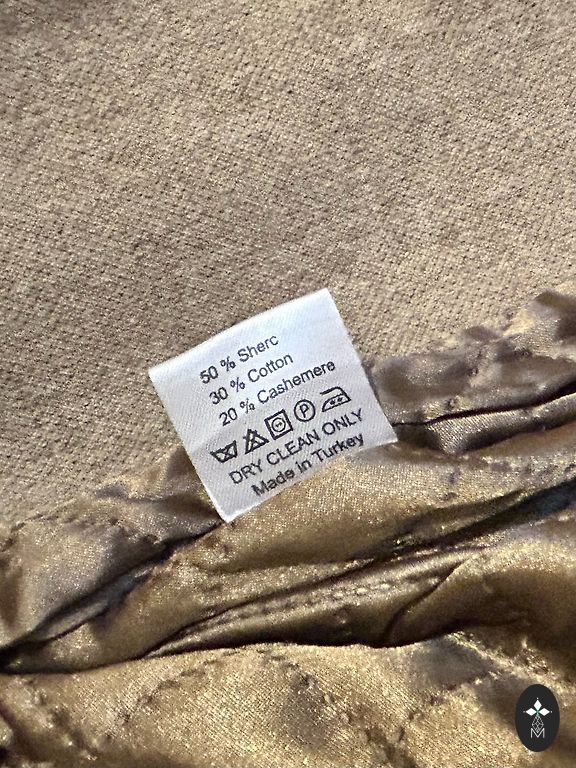 50 % Sherc
30 % Cotton
20 % Cashemere
P
DRY CLEAN ONLY
Made in Turkey
M